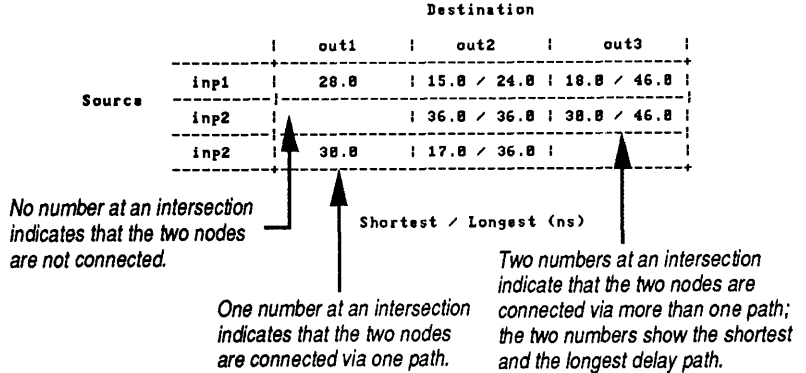 Destination
out1 | out2 | out3 |
inp1 | 28.0 | 15.0 / 24.0 | 18.0 / 46.0 |
Source
inp2 | 36.0 / 36.0 | 30.0 / 46.0 |
inp2 | 30.0 | 17.0 / 36.0 |
No number at an intersection
indicates that the two nodes
are not connected.
Shortest / Longest (ns)
One number at an intersection
indicates that the two nodes
are connected via one path.
Two numbers at an intersection
indicate that the two nodes are
connected via more than one path;
the two numbers show the shortest
and the longest delay path.